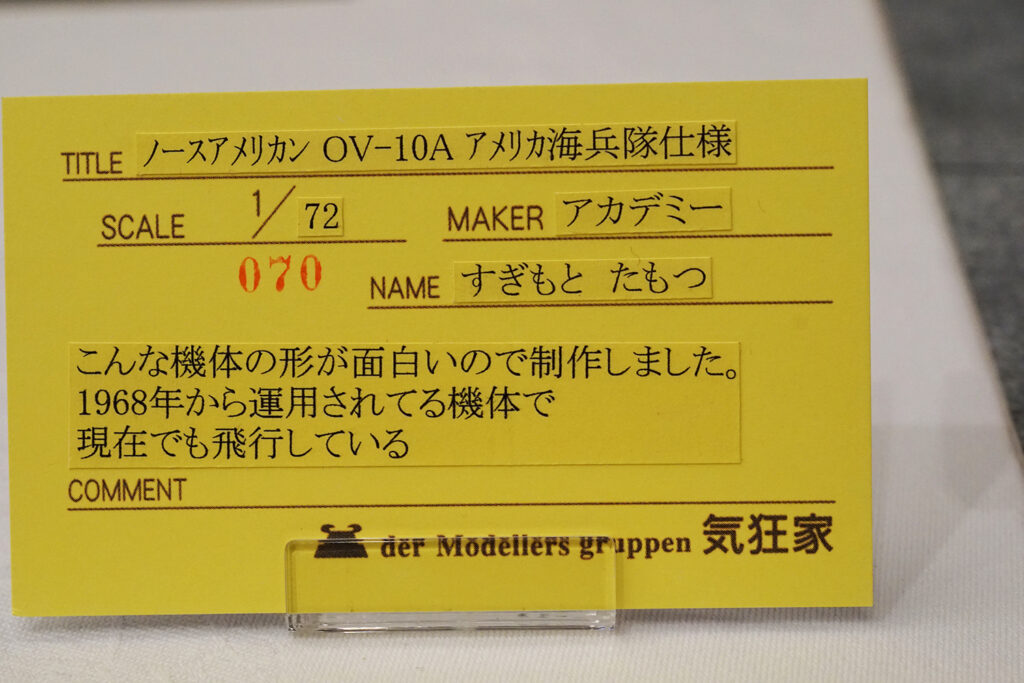 TITLE ノースアメリカン OV-10A アメリカ海兵隊仕様
SCALE 1/72 MAKER アカデミー
070 NAME すぎもと たもつ
こんな機体の形が面白いので制作しました。
1968年から運用されてる機体で
現在でも飛行している
COMMENT
der Modellers gruppen 気狂家